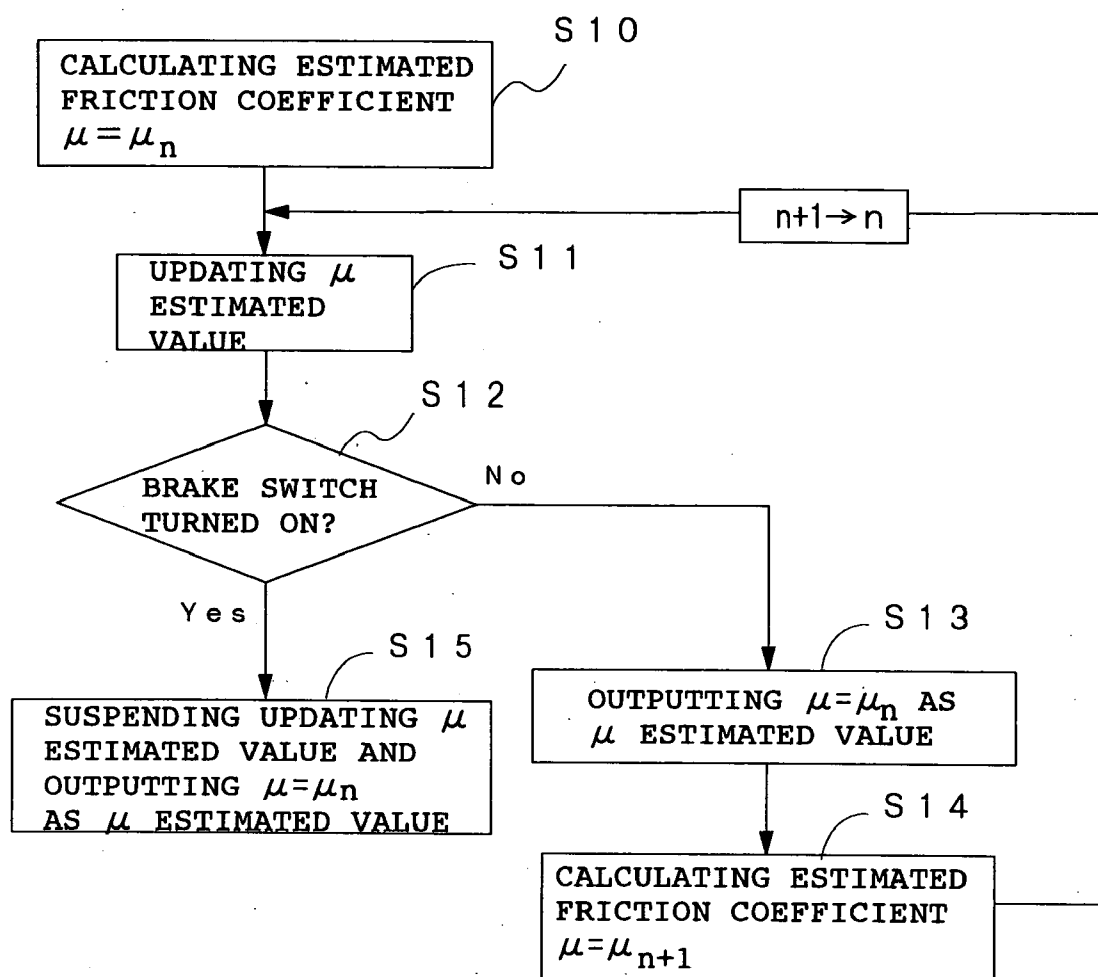 S10
CALCULATING ESTIMATED
FRICTION COEFFICIENT
μ=μn
n+1→n
S11
UPDATING μ
ESTIMATED
VALUE
S12
BRAKE SWITCH
TURNED ON?
No
Yes
S13
OUTPUTTING μ=μn AS
μ ESTIMATED VALUE
S15
SUSPENDING UPDATING μ
ESTIMATED VALUE AND
OUTPUTTING μ=μn
AS μ ESTIMATED VALUE
S14
CALCULATING ESTIMATED
FRICTION COEFFICIENT
μ=μn+1